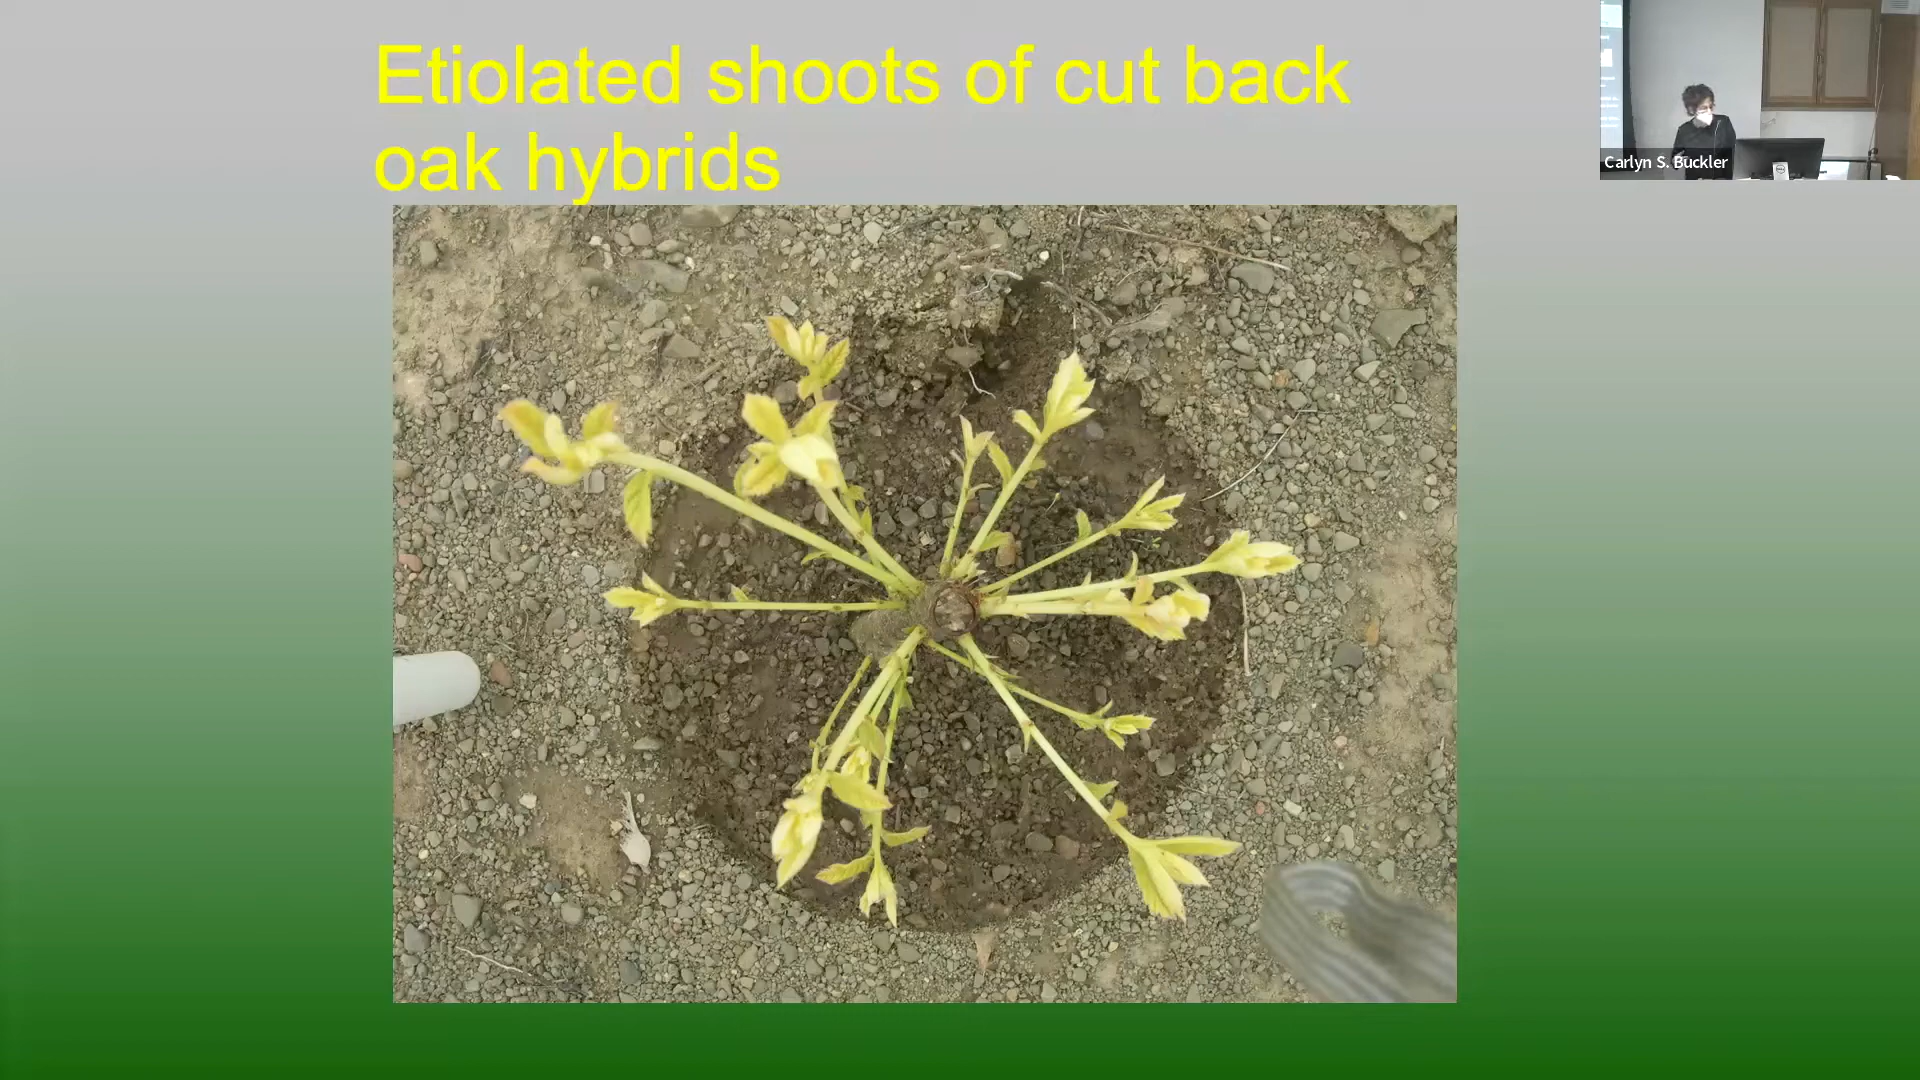 Etiolated shoots of cut back
oak hybrids
Carlyn S. Buckler